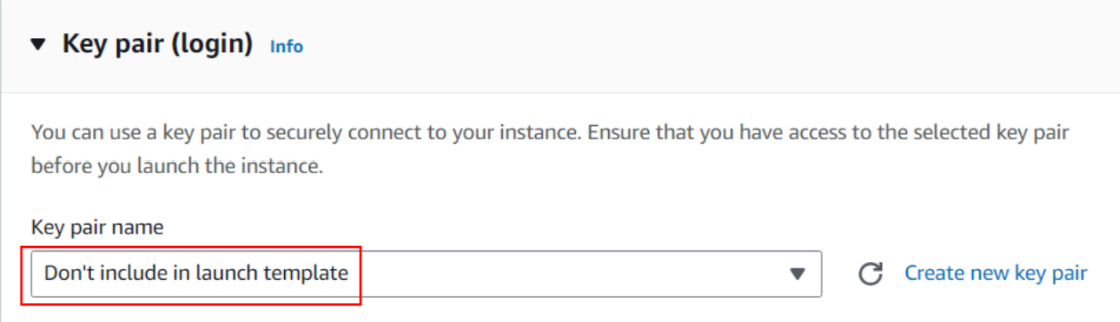 Key pair (login) Info
You can use a key pair to securely connect to your instance. Ensure that you have access to the selected key pair
before you launch the instance.
Key pair name
Don't include in launch template
Create new key pair